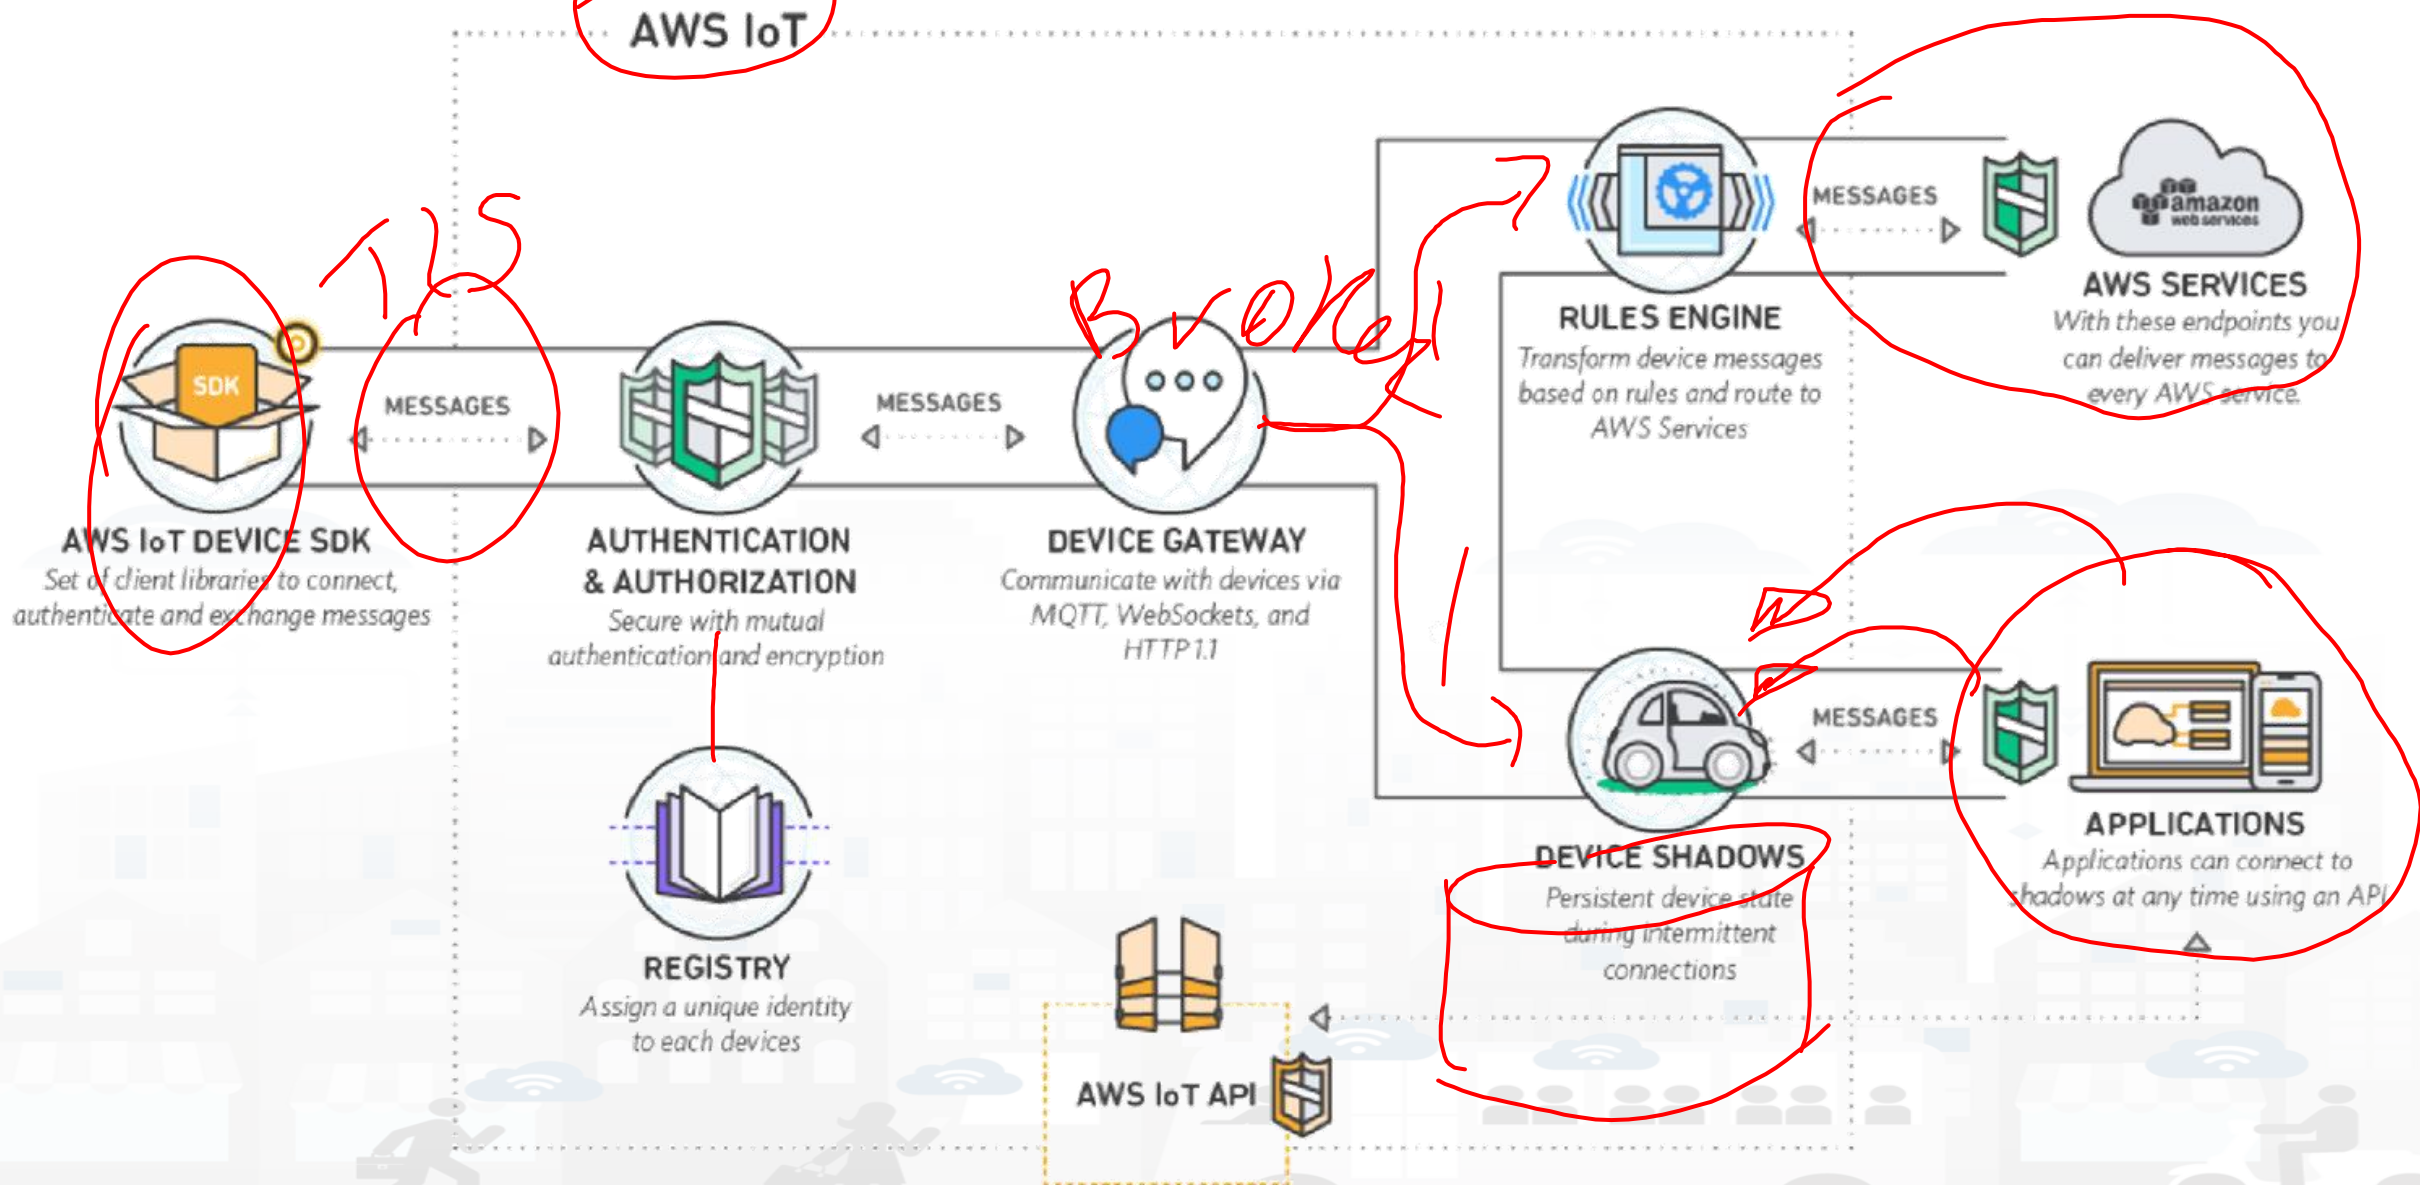 AWS IoT
TLS
Broker
SDK
MESSAGES
MESSAGES
MESSAGES
amazon
web services
AWS SERVICES
With these endpoints you
can deliver messages to
every AWS service.
RULES ENGINE
Transform device messages
based on rules and route to
AWS Services
AWS IoT DEVICE SDK
Set of client libraries to connect,
authenticate and exchange messages
AUTHENTICATION
& AUTHORIZATION
Secure with mutual
authentication and encryption
DEVICE GATEWAY
Communicate with devices via
MQTT, WebSockets, and
HTTP1.1
MESSAGES
DEVICE SHADOWS
Persistent device state
during intermittent
connections
APPLICATIONS
Applications can connect to
shadows at any time using an API
REGISTRY
Assign a unique identity
to each devices
AWS IoT API